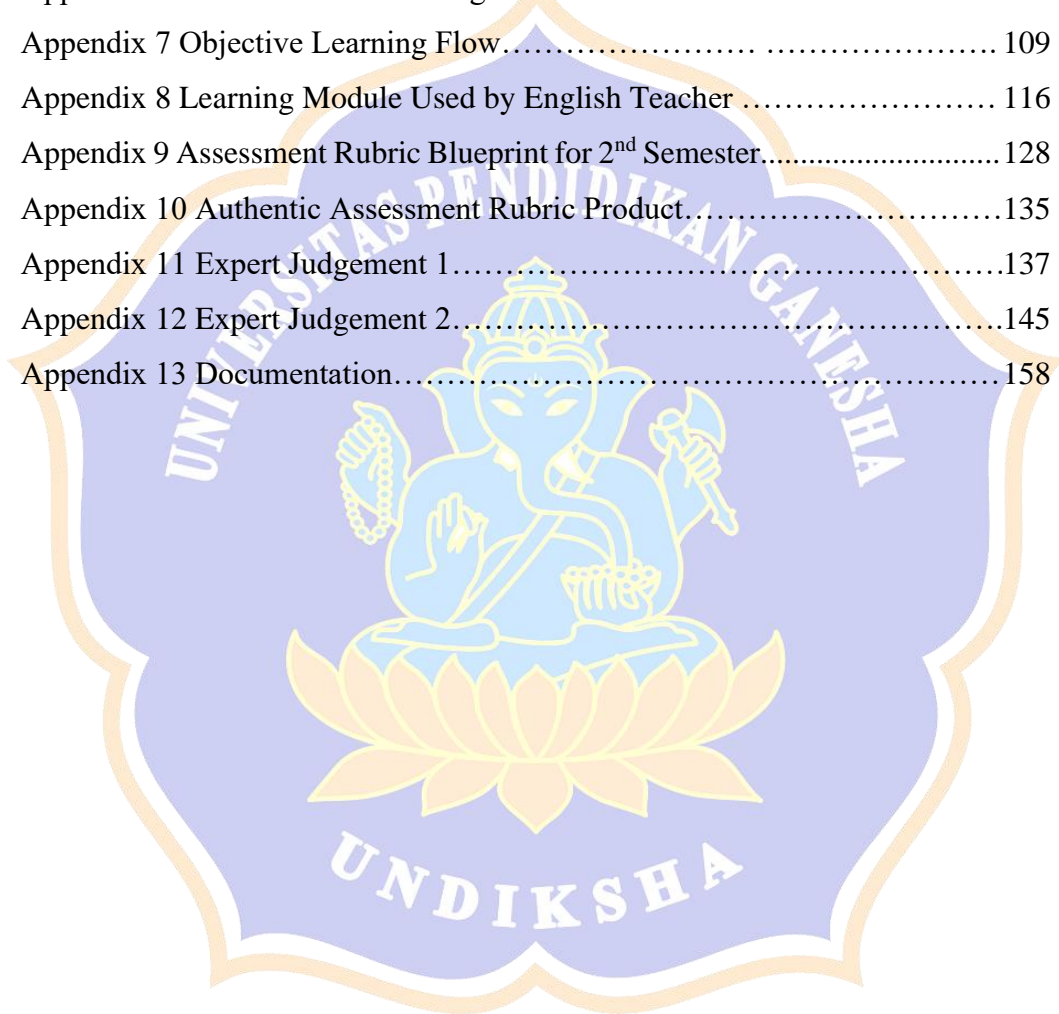 Appendix 7 Objective Learning Flow…………………… …………………. 109
Appendix 8 Learning Module Used by English Teacher …………………… 116
Appendix 9 Assessment Rubric Blueprint for 2nd Semester............................ 128
Appendix 10 Authentic Assessment Rubric Product…………………………135
Appendix 11 Expert Judgement 1……………………………………………….137
Appendix 12 Expert Judgement 2……………………………………………….145
Appendix 13 Documentation……………………………………………………158
UNIVERSITAS PENDIDIKAN GANESHA
UNDIKSHA